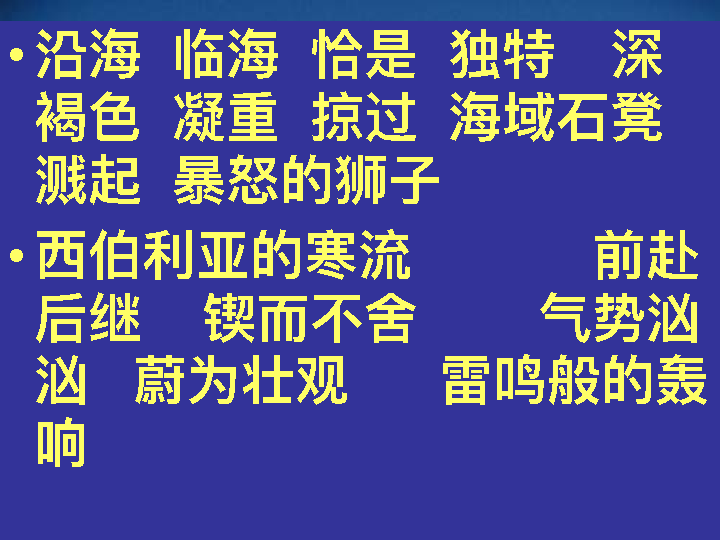 •沿海 临海 恰是 独特 深
褐色 凝重 掠过 海域石凳
溅起 暴怒的狮子
•西伯利亚的寒流 前赴
后继 锲而不舍 气势汹
汹 蔚为壮观 雷鸣般的轰
响